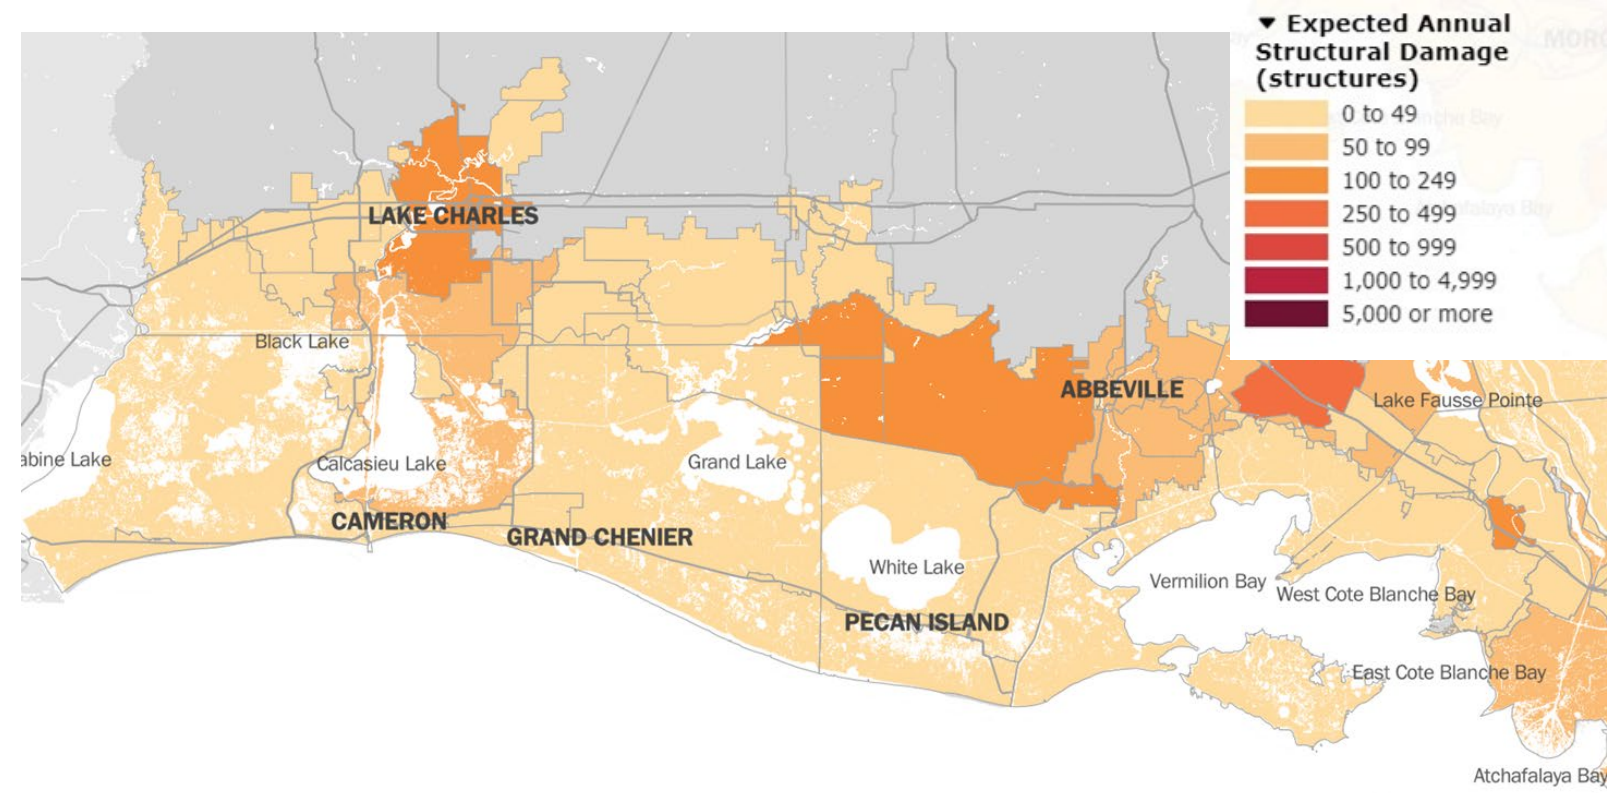 ▼ Expected Annual
Structural Damage
(structures)
0 to 49
50 to 99
100 to 249
250 to 499
500 to 999
1,000 to 4,999
5,000 or more
LAKE CHARLES
Black Lake
ABBEVILLE
Lake Fausse Pointe
abine Lake
Calcasieu Lake
Grand Lake
CAMERON
GRAND CHENIER
White Lake
Vermilion Bay
West Cote Blanche Bay
PECAN ISLAND
East Cote Blanche Bay
Atchafalaya Bay